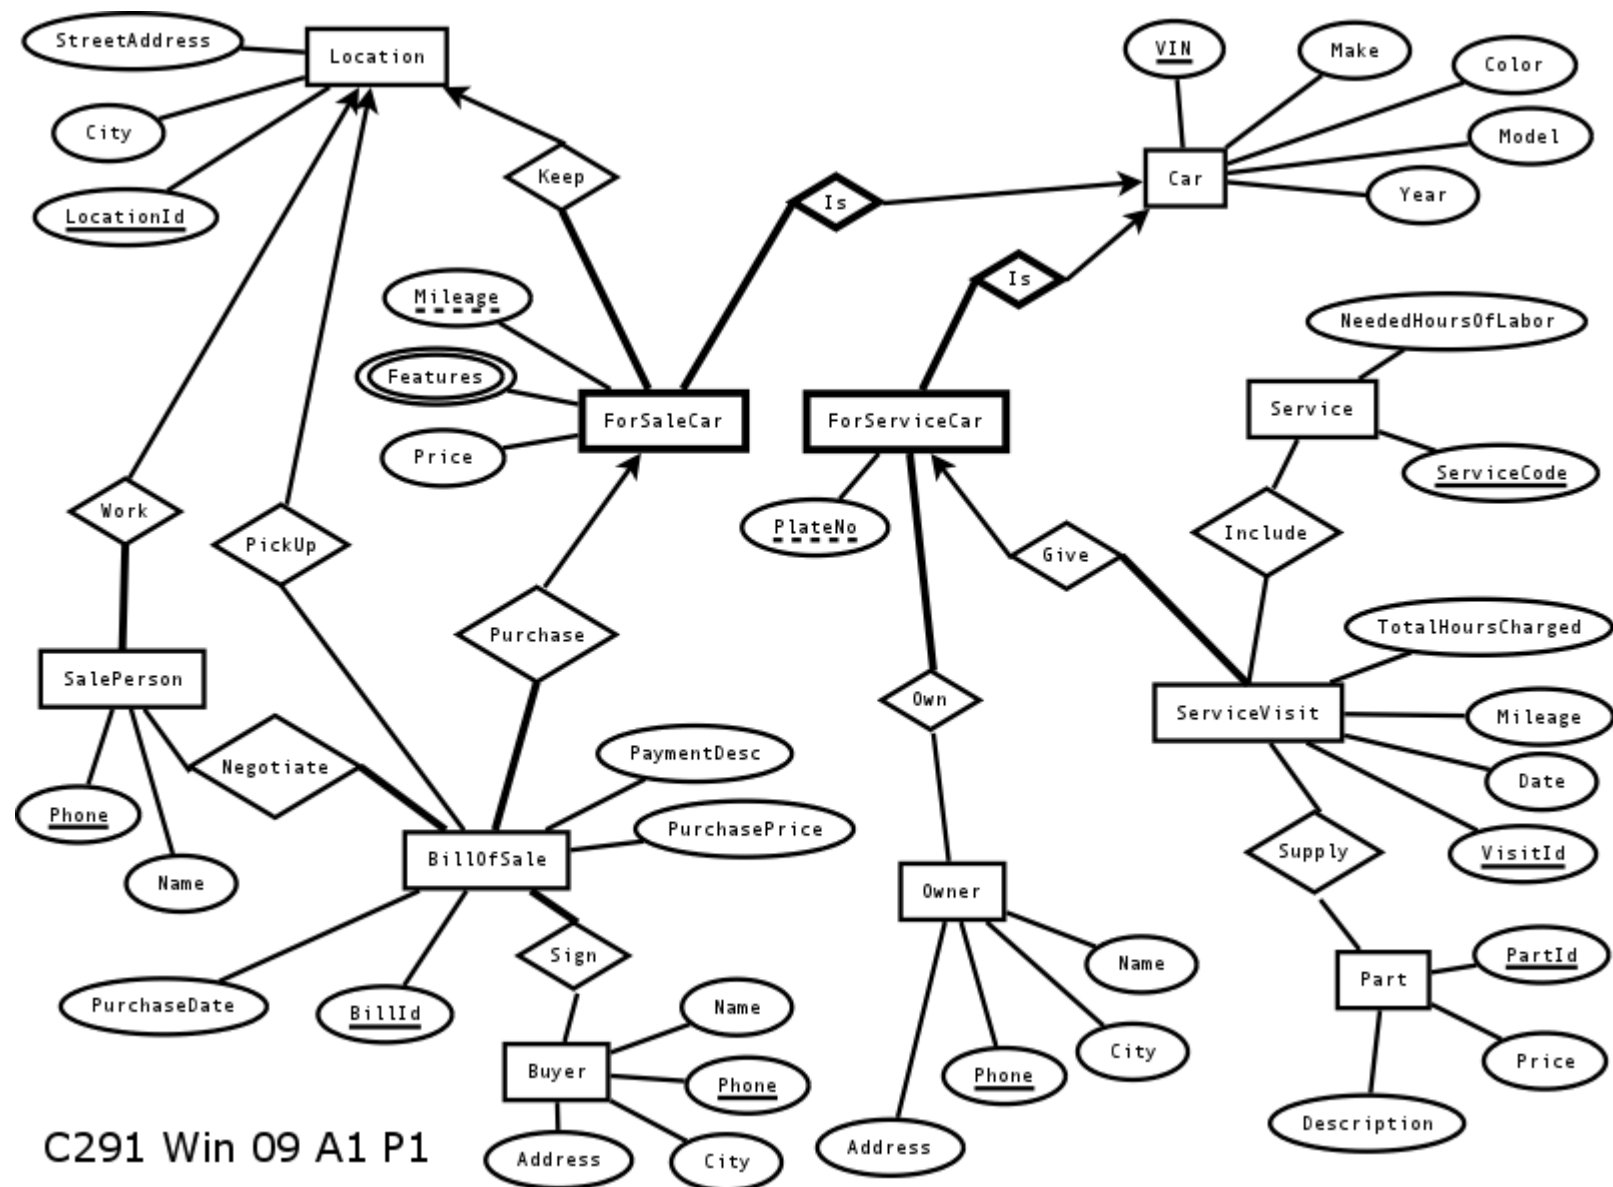 StreetAddress
Location
City
LocationId
Keep
VIN
Make
Color
Model
Year
Car
Is
Is
Mileage
Features
Price
ForSaleCar
ForServiceCar
PlateNo
NeededHoursOfLabor
Service
ServiceCode
Include
Give
Work
PickUp
Purchase
SalePerson
Negotiate
Phone
Name
PaymentDesc
PurchasePrice
BillOfSale
PurchaseDate
BillId
Sign
Own
TotalHoursCharged
ServiceVisit
Mileage
Date
VisitId
Supply
Owner
Name
City
Phone
Address
Part
PartId
Price
Description
Name
Buyer
Phone
Address
City
C291 Win 09 A1 P1